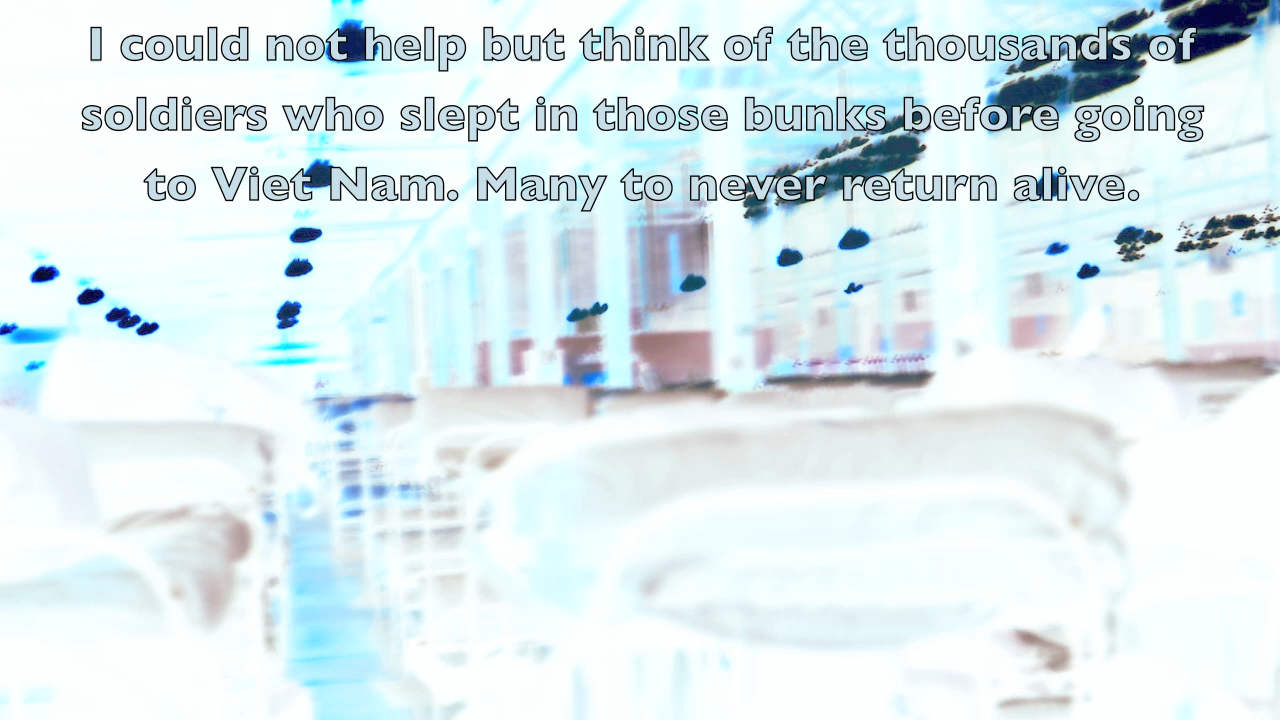 I could not help but think of the thousands of
soldiers who slept in those bunks before going
to Viet Nam. Many to never return alive.